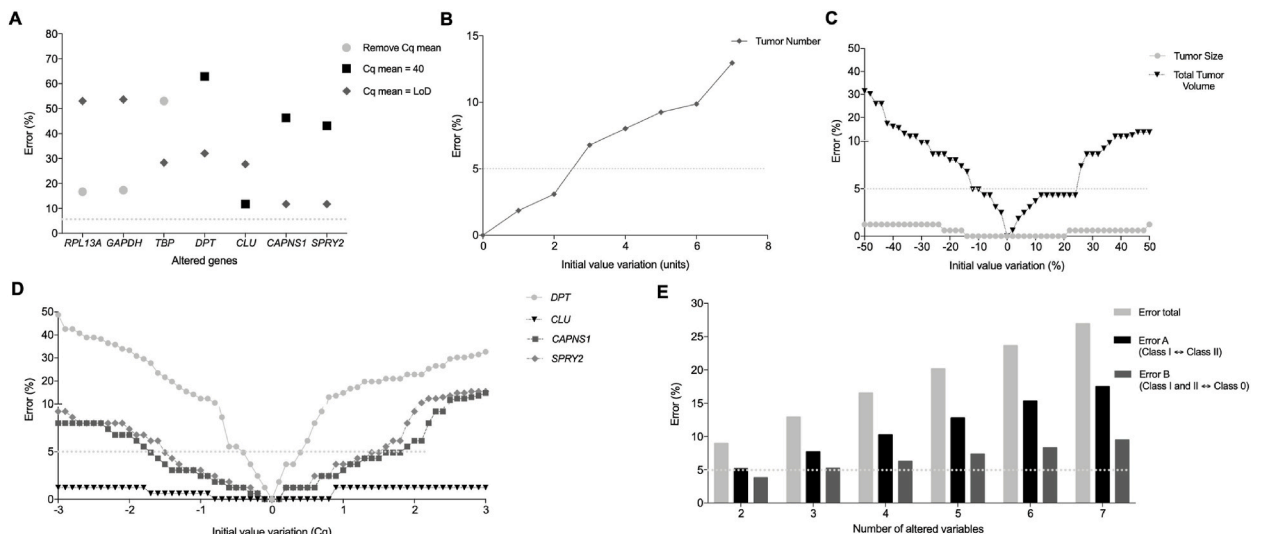 A
Error (%)
80
70
60
50
40
30
20
10
0
RPL13A GAPDH TBP DPT CLU CAPNS1 SPRY2
Altered genes
Remove Cq mean
Cq mean = 40
Cq mean = LoD
B
Error (%)
15
10
5
0
0 2 4 6 8
Initial value variation (units)
Tumor Number
C
Error (%)
50
40
30
20
10
5
0
-50 -40 -30 -20 -10 0 10 20 30 40 50
Initial value variation (%)
Tumor Size
Total Tumor
Volume
D
Error (%)
50
40
30
20
10
5
0
-3 -2 -1 0 1 2 3
Initial value variation (Cq)
DPT
CLU
CAPNS1
SPRY2
E
Error (%)
30
25
20
15
10
5
0
2 3 4 5 6 7
Number of altered variables
Error total
Error A
(Class I ↔ Class II)
Error B
(Class I and II ↔ Class 0)